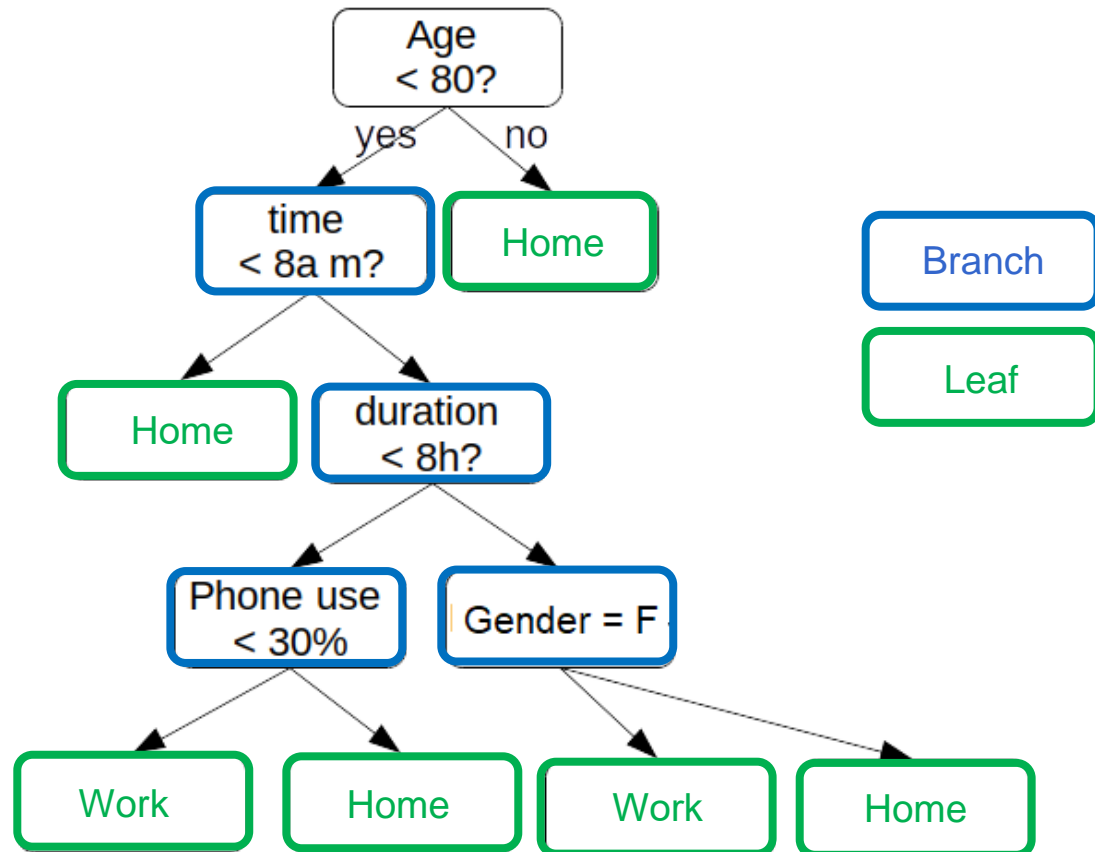 Age
< 80?
yes
no
time
< 8a m?
Home
Branch
Leaf
Home
duration
< 8h?
Phone use
< 30%
Gender = F
Work
Home
Work
Home